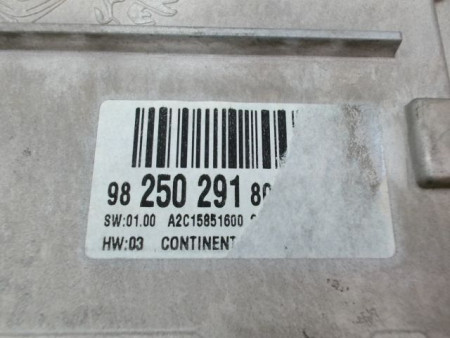 98 250 291 80
SW:01.00 A2C15851600
HW:03 CONTINENT